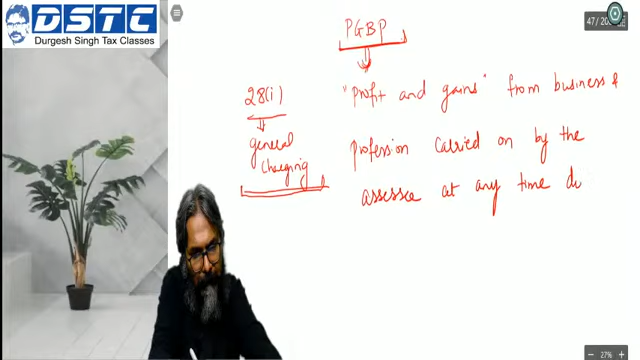 DSTC
Durgesh Singh Tax Classes
47 / 20
PGBP
28(i)
general
Charging
"Profit and gains" from business &
profession carried on by the
assessee at any time du
27%